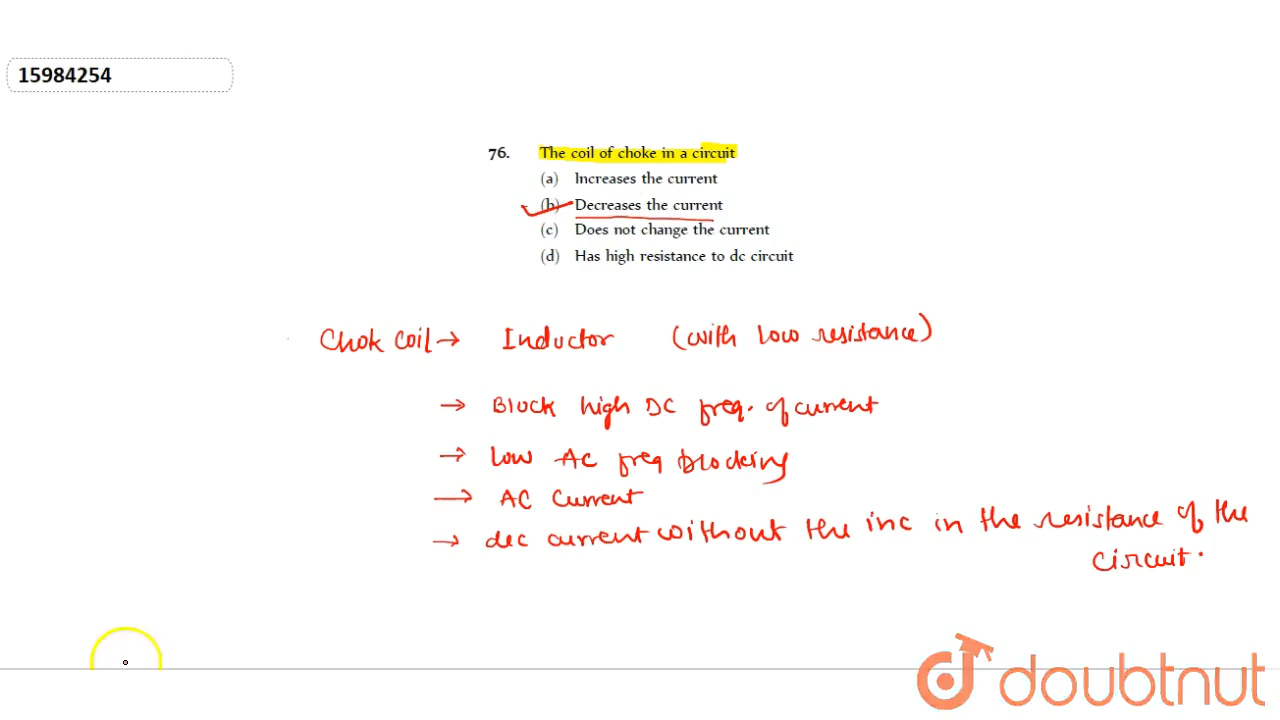 15984254
76. The coil of choke in a circuit
(a) Increases the current
(b) Decreases the current
(c) Does not change the current
(d) Has high resistance to dc circuit
Chok coil → Inductor (with low resistance)
→ Block high DC freq. of current
→ low AC freq blocking
→ AC Current
→ dec current without the inc in the resistance of the
circuit.
doubtnut